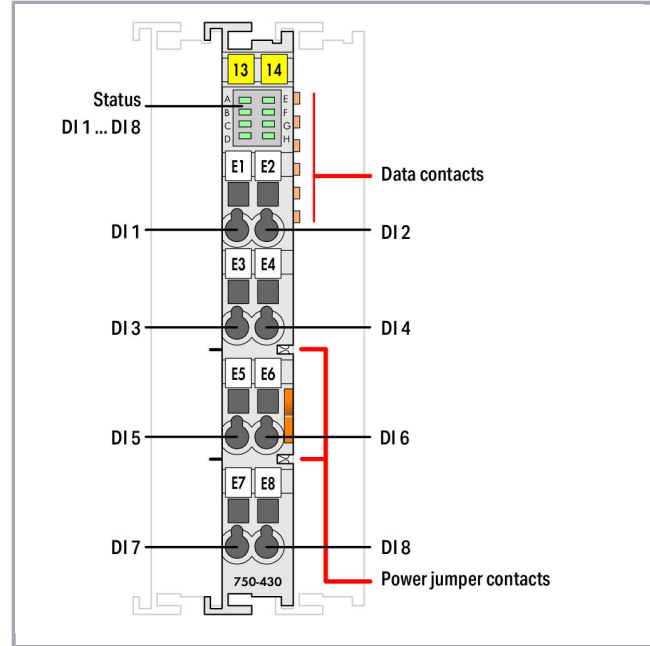 13 14
Status
DI 1 ... DI 8
A E
B F
C G
D H
Data contacts
E1 E2
DI 1 DI 2
E3 E4
DI 3 DI 4
E5 E6
DI 5 DI 6
E7 E8
DI 7 DI 8
750-430
Power jumper contacts